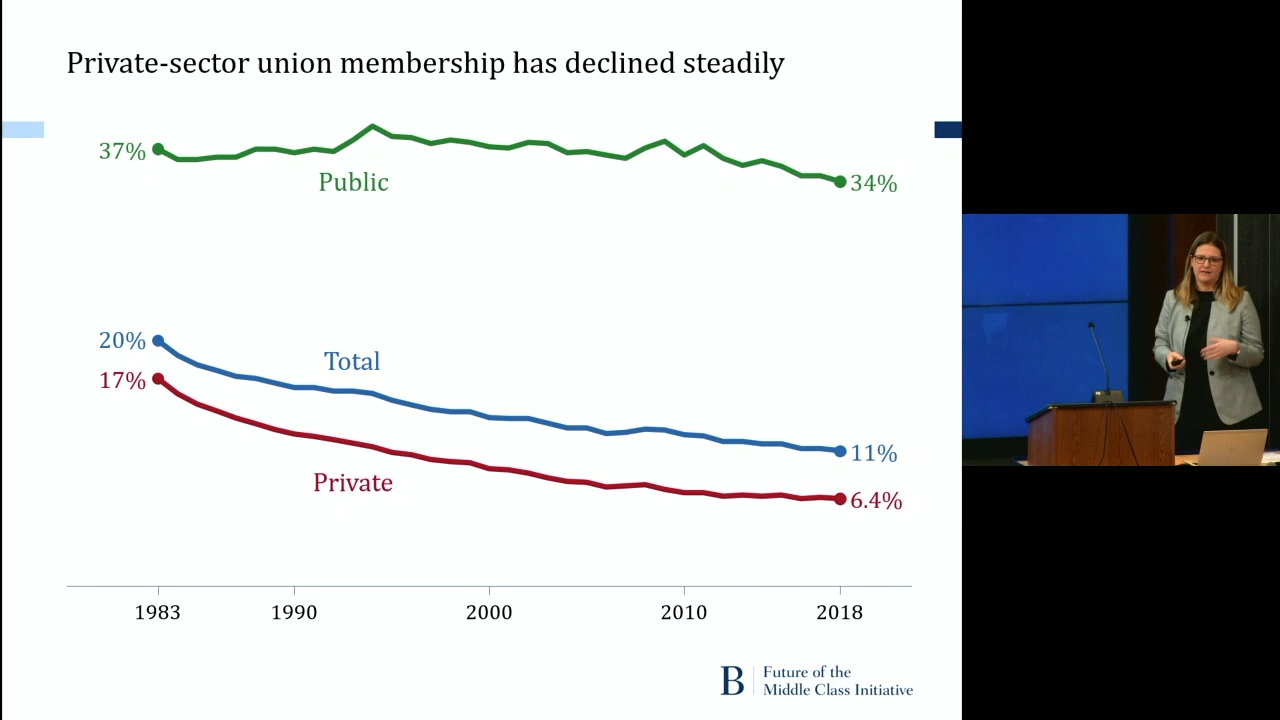 Private-sector union membership has declined steadily
37%
Public
34%
20%
Total
17%
11%
Private
6.4%
1983 1990 2000 2010 2018
B
Future of the
Middle Class Initiative